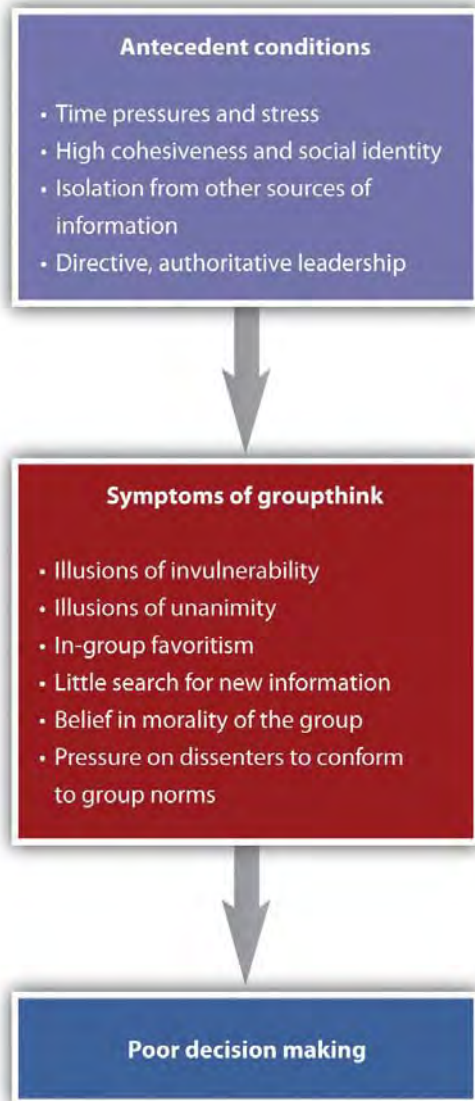 Antecedent conditions
• Time pressures and stress
• High cohesiveness and social identity
• Isolation from other sources of
information
• Directive, authoritative leadership
Symptoms of groupthink
• Illusions of invulnerability
• Illusions of unanimity
• In-group favoritism
• Little search for new information
• Belief in morality of the group
• Pressure on dissenters to conform
to group norms
Poor decision making